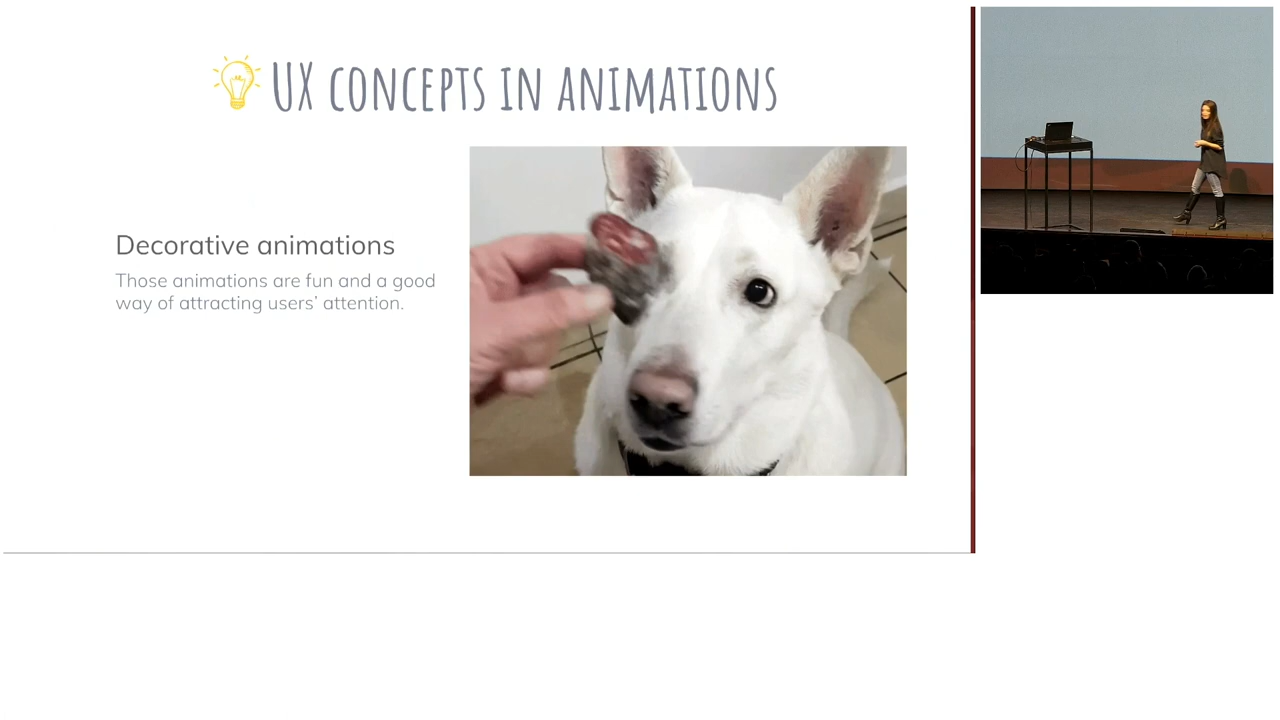 UX CONCEPTS IN ANIMATIONS
Decorative animations
Those animations are fun and a good
way of attracting users’ attention.